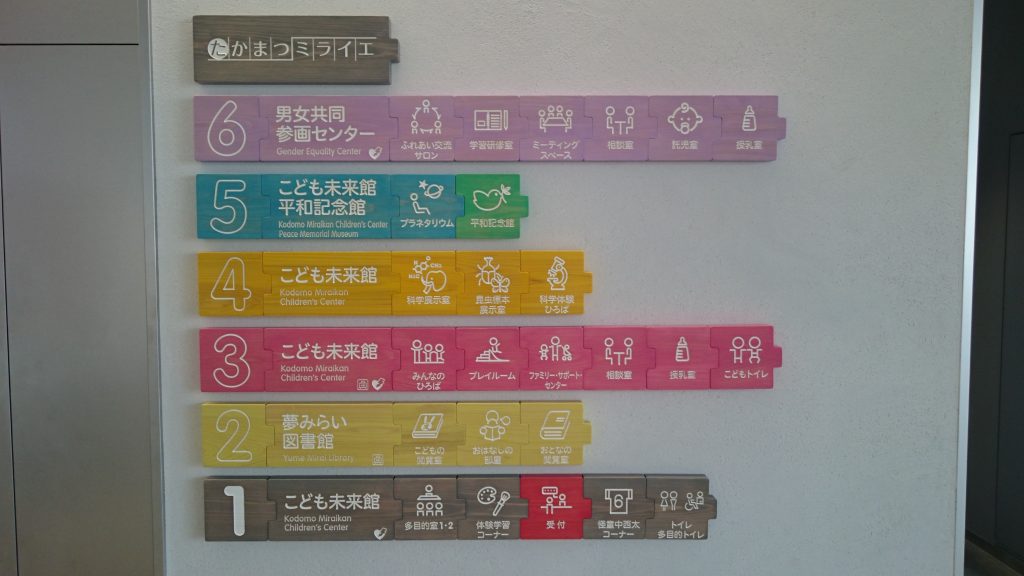 たかまつミライエ
6
男女共同
参画センター
Gender Equality Center
ふれあい交流
サロン
学習研修室
ミーティング
スペース
相談室
託児室
授乳室
5
こども未来館
平和記念館
Kodomo Miraikan Children's Center
Peace Memorial Museum
プラネタリウム
平和記念館
4
こども未来館
Kodomo Miraikan
Children's Center
科学展示室
昆虫標本
展示室
科学体験
ひろば
3
こども未来館
Kodomo Miraikan
Children's Center
みんなの
ひろば
プレイルーム
ファミリー・サポート・
センター
相談室
授乳室
こどもトイレ
2
夢みらい
図書館
Yume Mirai Library
こどもの
閲覧室
おはなしの
部屋
おとなの
閲覧室
1
こども未来館
Kodomo Miraikan
Children's Center
多目的室1・2
体験学習
コーナー
受付
6
怪童中西太
コーナー
トイレ
多目的トイレ